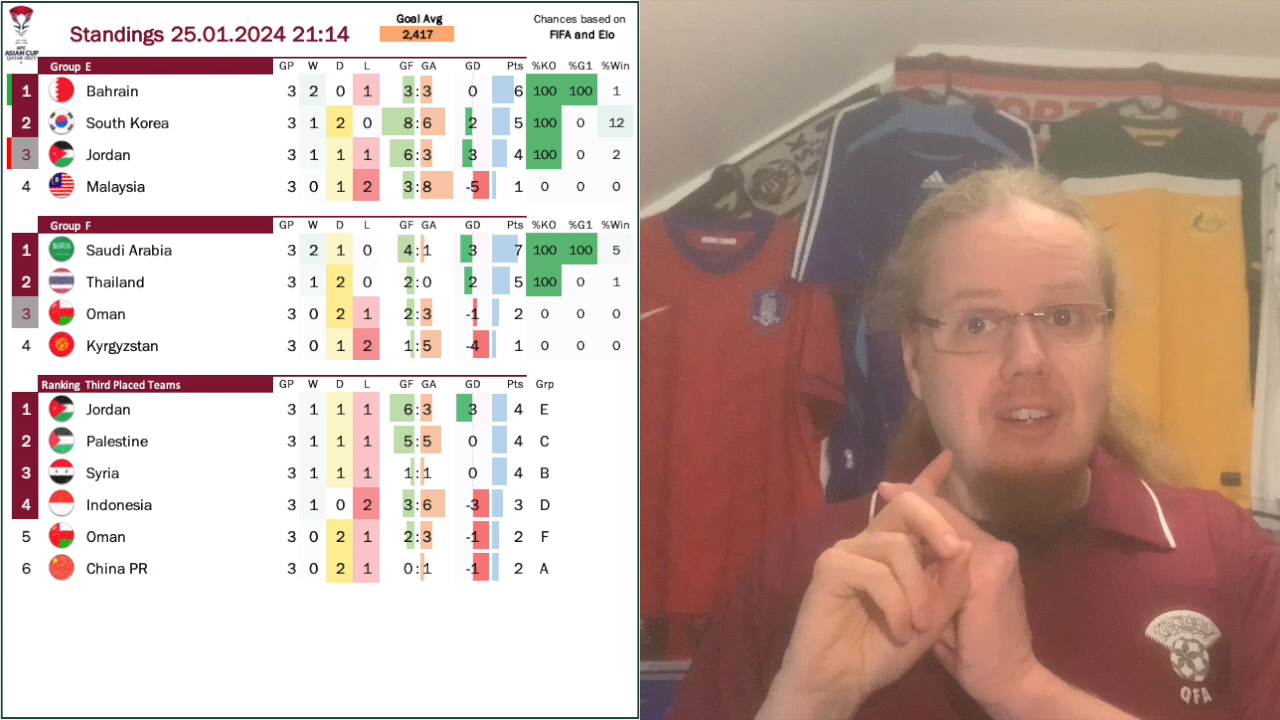 AFC
ASIAN CUP
Standings 25.01.2024 21:14
Goal Avg
2,417
Chances based on
FIFA and Elo
Group E GP W D L GF GA GD Pts %KO %G1 %Win
1 Bahrain 3 2 0 1 3:3 0 6 100 100 1
2 South Korea 3 1 2 0 8:6 2 5 100 0 12
3 Jordan 3 1 1 1 6:3 3 4 100 0 2
4 Malaysia 3 0 1 2 3:8 -5 1 0 0 0
Group F GP W D L GF GA GD Pts %KO %G1 %Win
1 Saudi Arabia 3 2 1 0 4:1 3 7 100 100 5
2 Thailand 3 1 2 0 2:0 2 5 100 0 1
3 Oman 3 0 2 1 2:3 -1 2 0 0 0
4 Kyrgyzstan 3 0 1 2 1:5 -4 1 0 0 0
Ranking Third Placed Teams GP W D L GF GA GD Pts Grp
1 Jordan 3 1 1 1 6:3 3 4 E
2 Palestine 3 1 1 1 5:5 0 4 C
3 Syria 3 1 1 1 1:1 0 4 B
4 Indonesia 3 1 0 2 3:6 -3 3 D
5 Oman 3 0 2 1 2:3 -1 2 F
6 China PR 3 0 2 1 0:1 -1 2 A
QFA